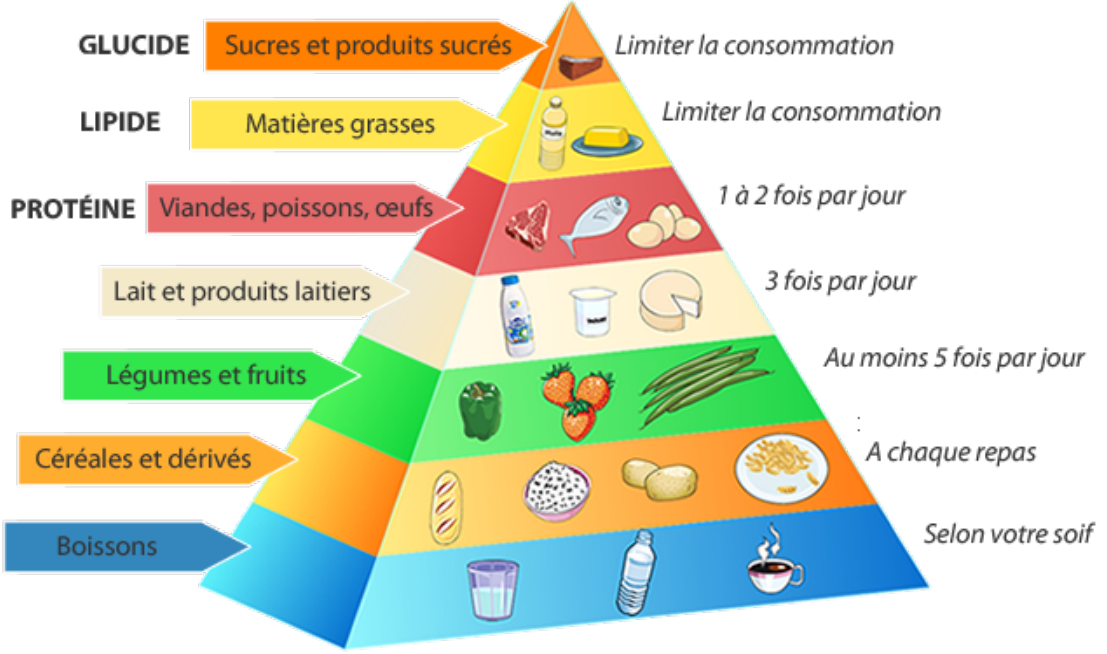 GLUCIDE Sucres et produits sucrés Limiter la consommation
LIPIDE Matières grasses Limiter la consommation
PROTÉINE Viandes, poissons, œufs 1 à 2 fois par jour
Lait et produits laitiers 3 fois par jour
Légumes et fruits Au moins 5 fois par jour
:
Céréales et dérivés A chaque repas
Boissons Selon votre soif